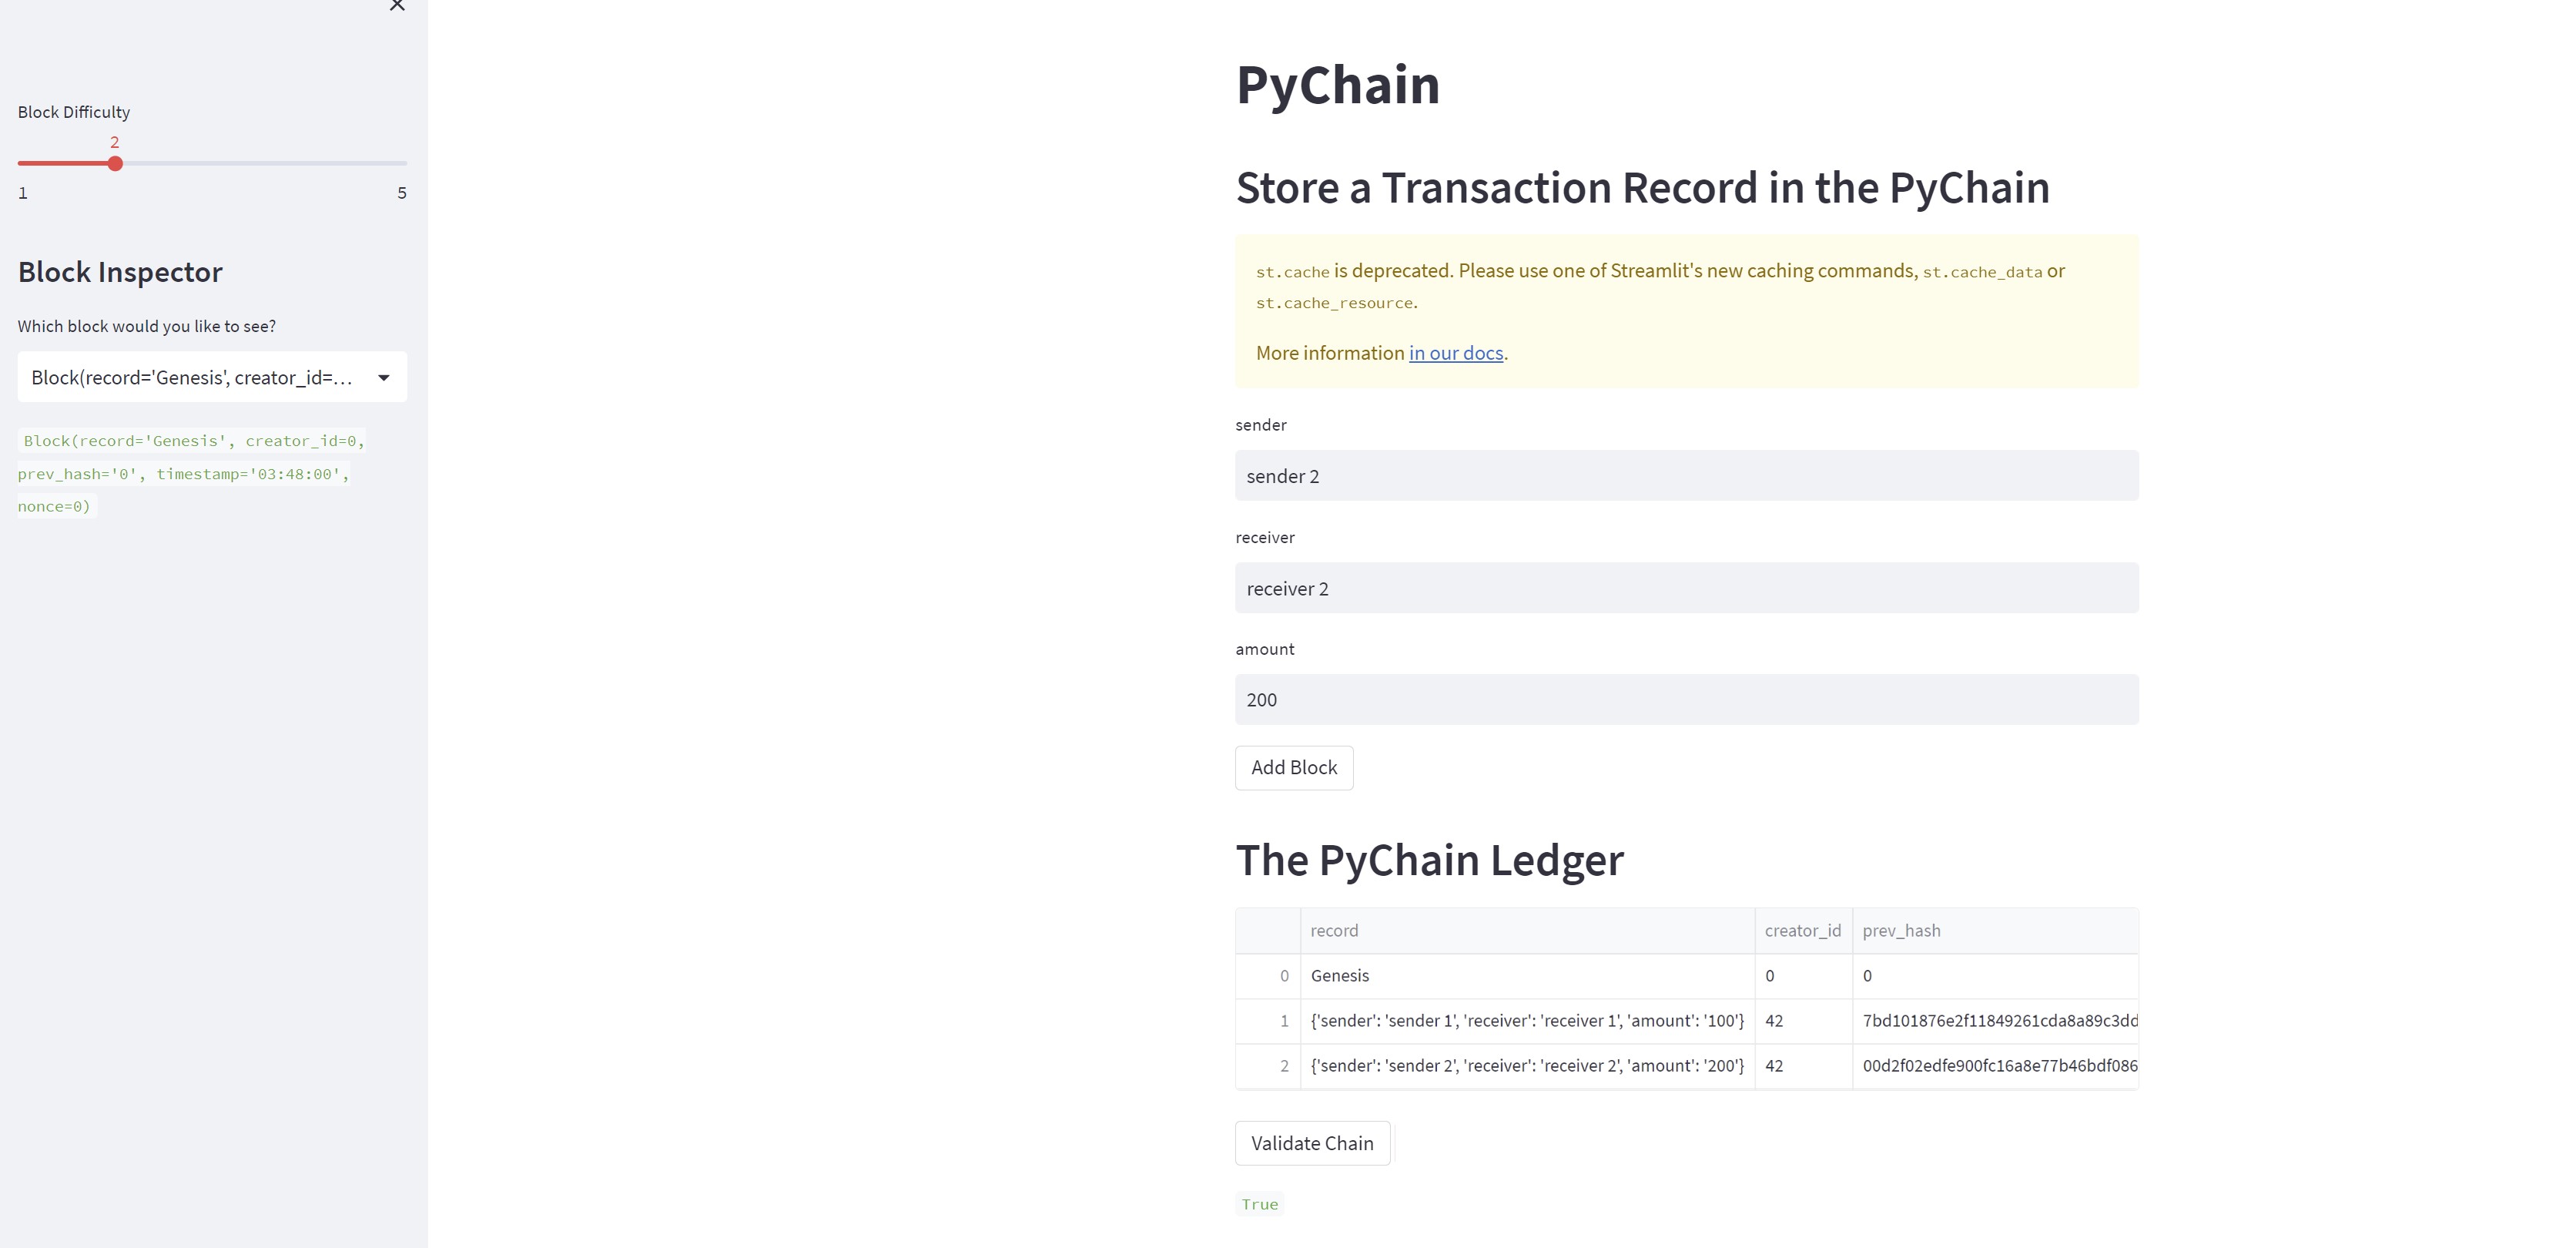 Block Difficulty
2
1 5
Block Inspector
Which block would you like to see?
Block(record='Genesis', creator_id=...
Block(record='Genesis', creator_id=0,
prev_hash='0', timestamp='03:48:00',
nonce=0)
PyChain
Store a Transaction Record in the PyChain
st.cache is deprecated. Please use one of Streamlit's new caching commands, st.cache_data or
st.cache_resource.
More information in our docs.
sender
sender 2
receiver
receiver 2
amount
200
Add Block
The PyChain Ledger
record creator_id prev_hash
0 Genesis 0 0
1 {'sender': 'sender 1', 'receiver': 'receiver 1', 'amount': '100'} 42 7bd101876e2f11849261cda8a89c3dd
2 {'sender': 'sender 2', 'receiver': 'receiver 2', 'amount': '200'} 42 00d2f02edfe900fc16a8e77b46bdf086
Validate Chain
True